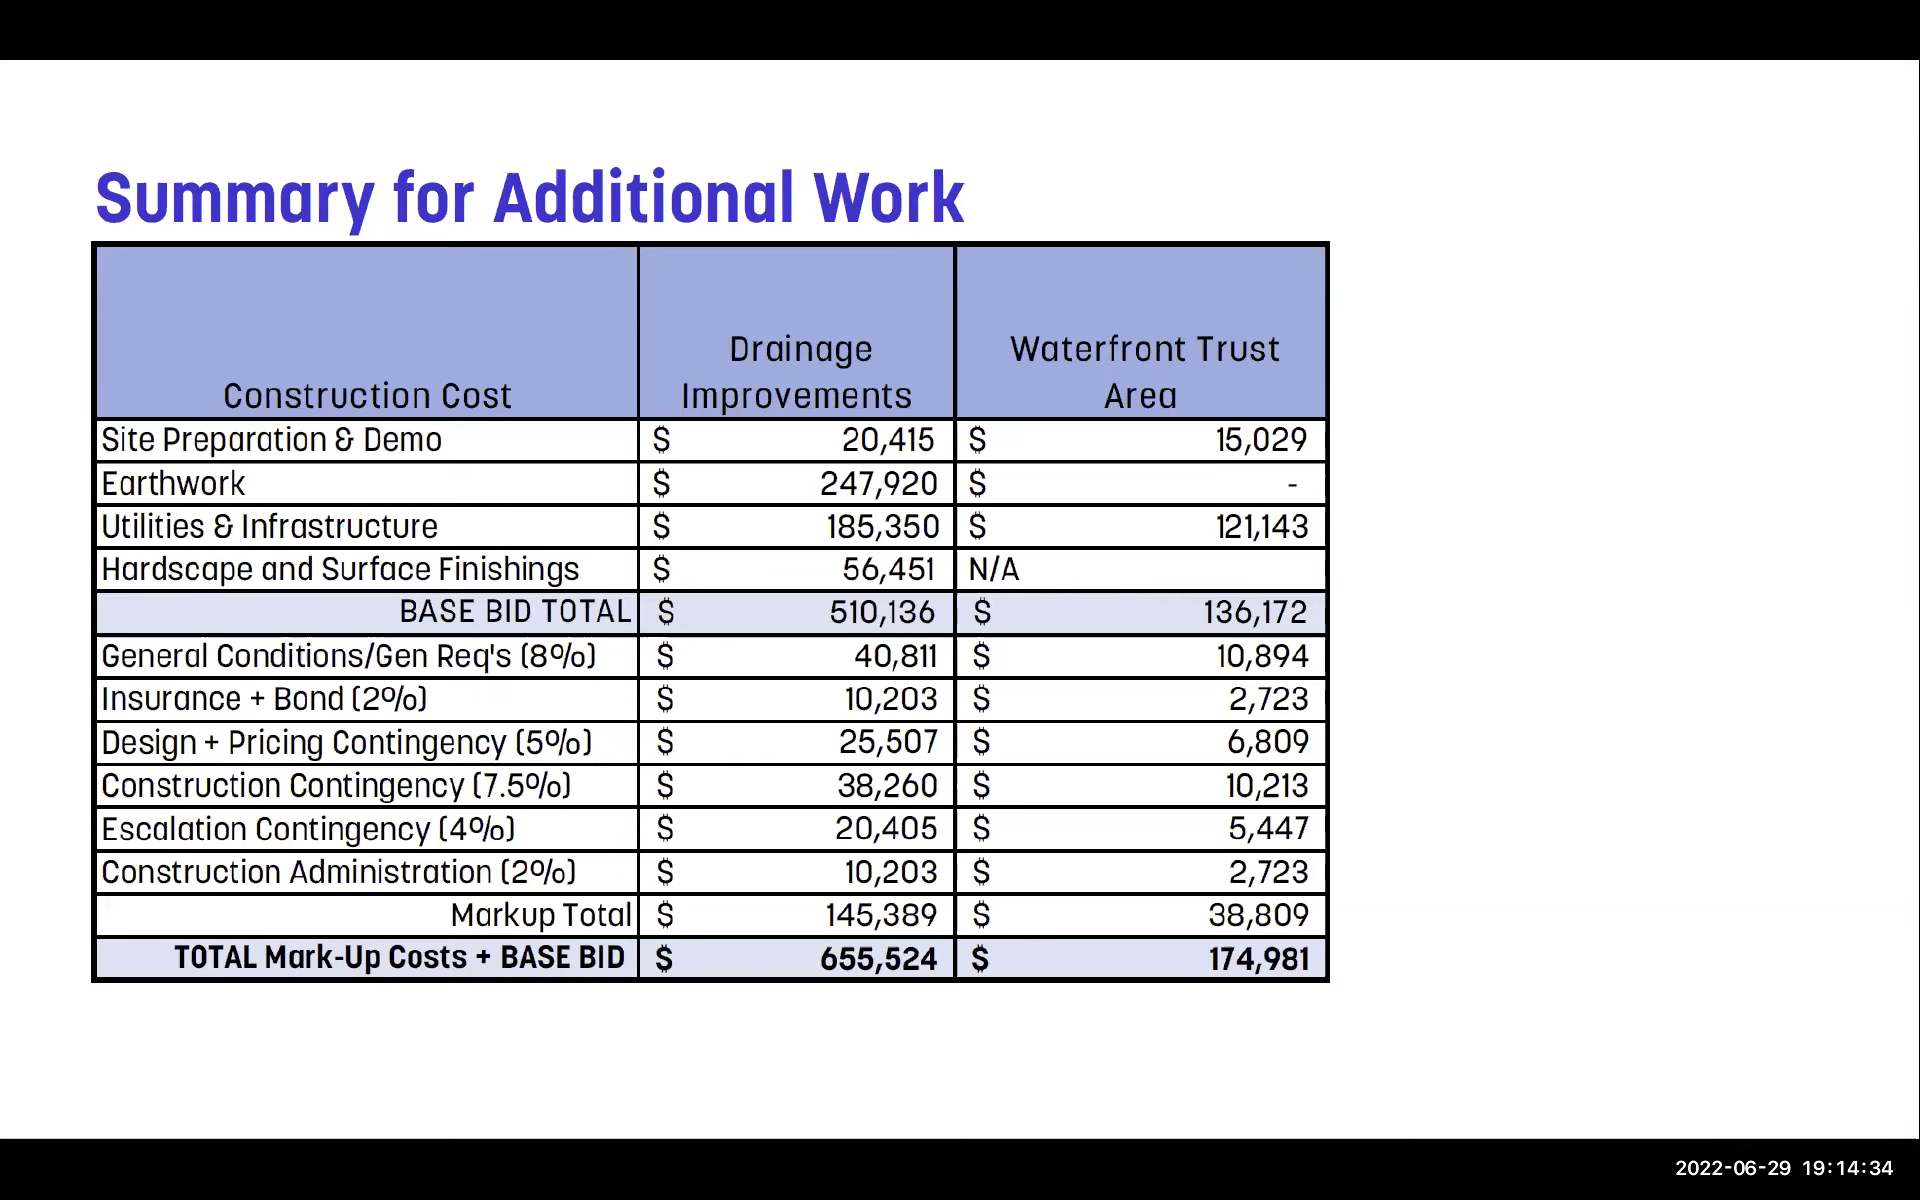 Summary for Additional Work
Construction Cost Drainage Improvements Waterfront Trust Area
Site Preparation & Demo $ 20,415 $ 15,029
Earthwork $ 247,920 $ -
Utilities & Infrastructure $ 185,350 $ 121,143
Hardscape and Surface Finishings $ 56,451 N/A
BASE BID TOTAL $ 510,136 $ 136,172
General Conditions/Gen Req's (8%) $ 40,811 $ 10,894
Insurance + Bond (2%) $ 10,203 $ 2,723
Design + Pricing Contingency (5%) $ 25,507 $ 6,809
Construction Contingency (7.5%) $ 38,260 $ 10,213
Escalation Contingency (4%) $ 20,405 $ 5,447
Construction Administration (2%) $ 10,203 $ 2,723
Markup Total $ 145,389 $ 38,809
TOTAL Mark-Up Costs + BASE BID $ 655,524 $ 174,981
2022-06-29 19:14:34